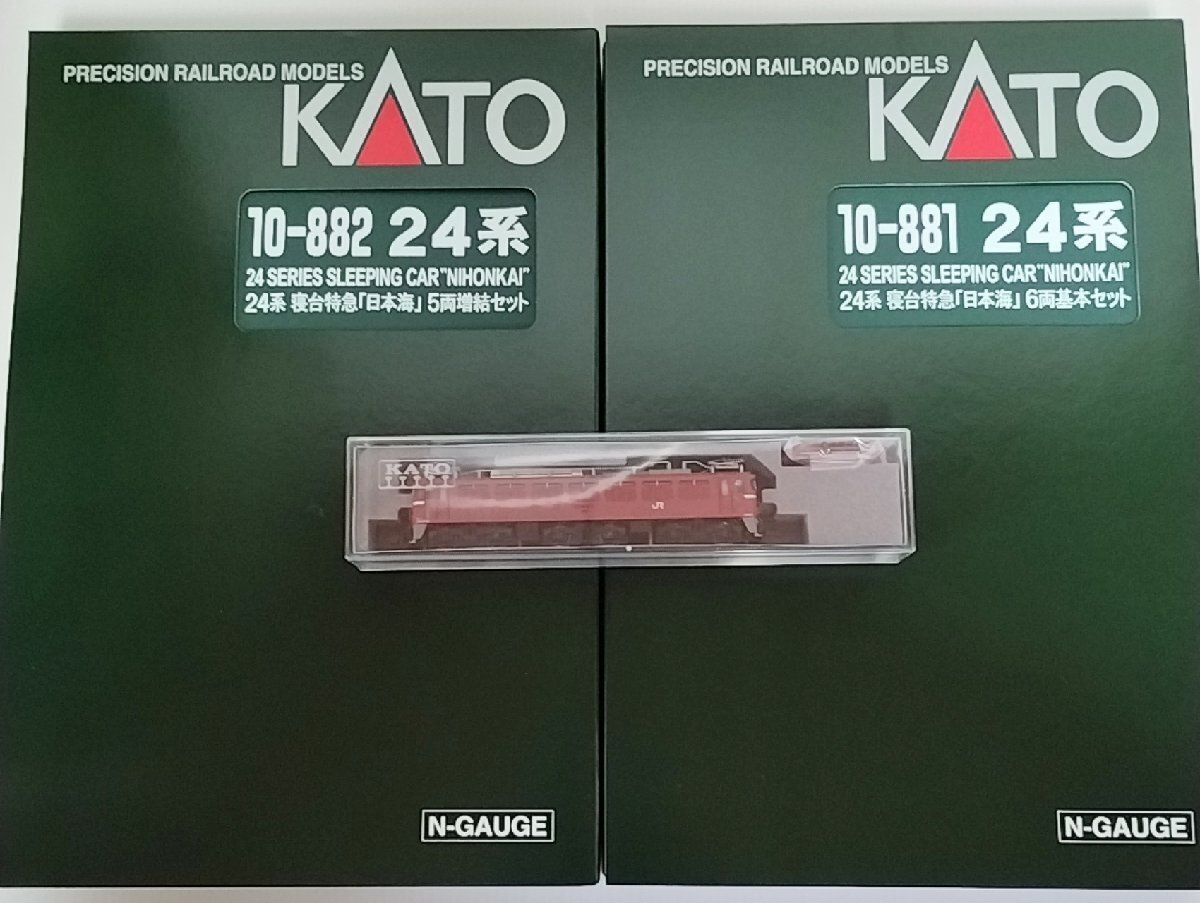 PRECISION RAILROAD MODELS
KATO
10-882 24系
24 SERIES SLEEPING CAR"NIHONKAI"
24系 寝台特急「日本海」 5両増結セット
N-GAUGE
PRECISION RAILROAD MODELS
KATO
10-881 24系
24 SERIES SLEEPING CAR"NIHONKAI"
24系 寝台特急「日本海」 6両基本セット
N-GAUGE
KATO
JR